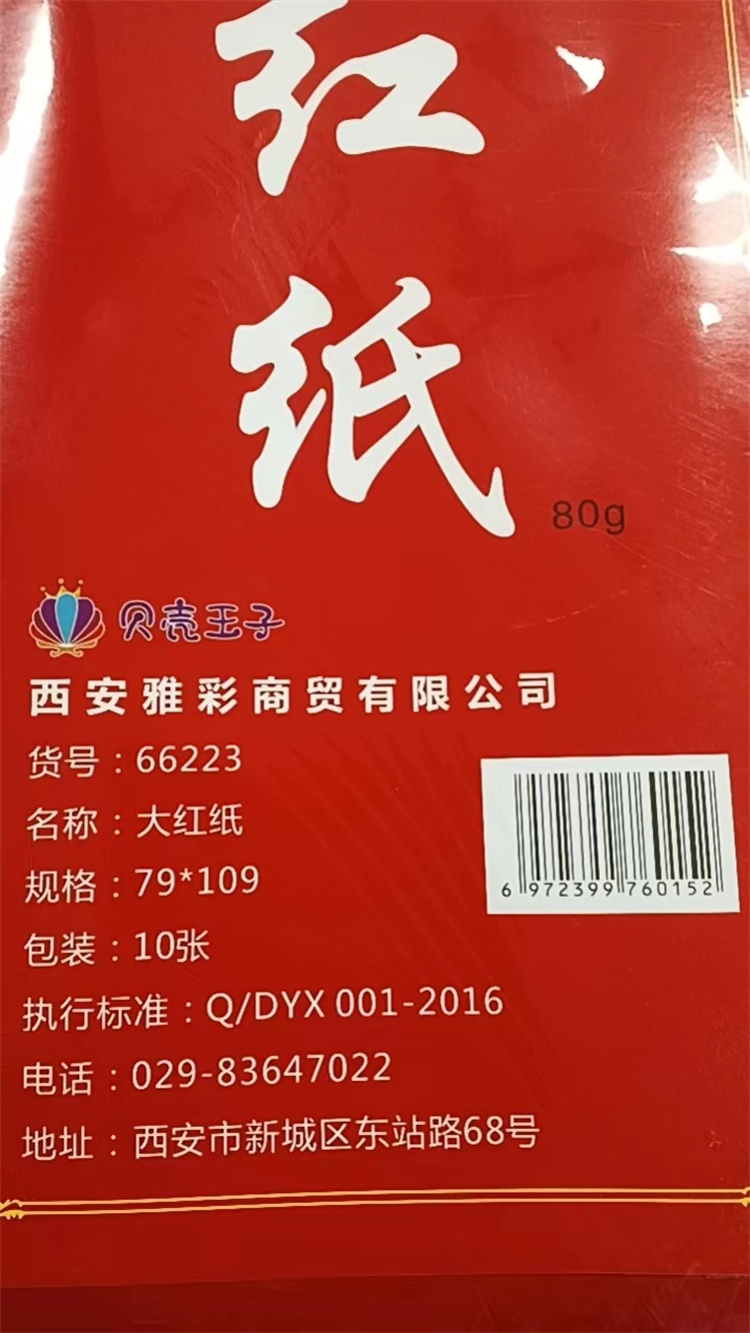 红
纸
80g
贝壳王子
西安雅彩商贸有限公司
货号：66223
名称：大红纸
规格：79*109
包装：10张
执行标准：Q/DYX 001-2016
电话：029-83647022
地址：西安市新城区东站路68号
6 972399 760152